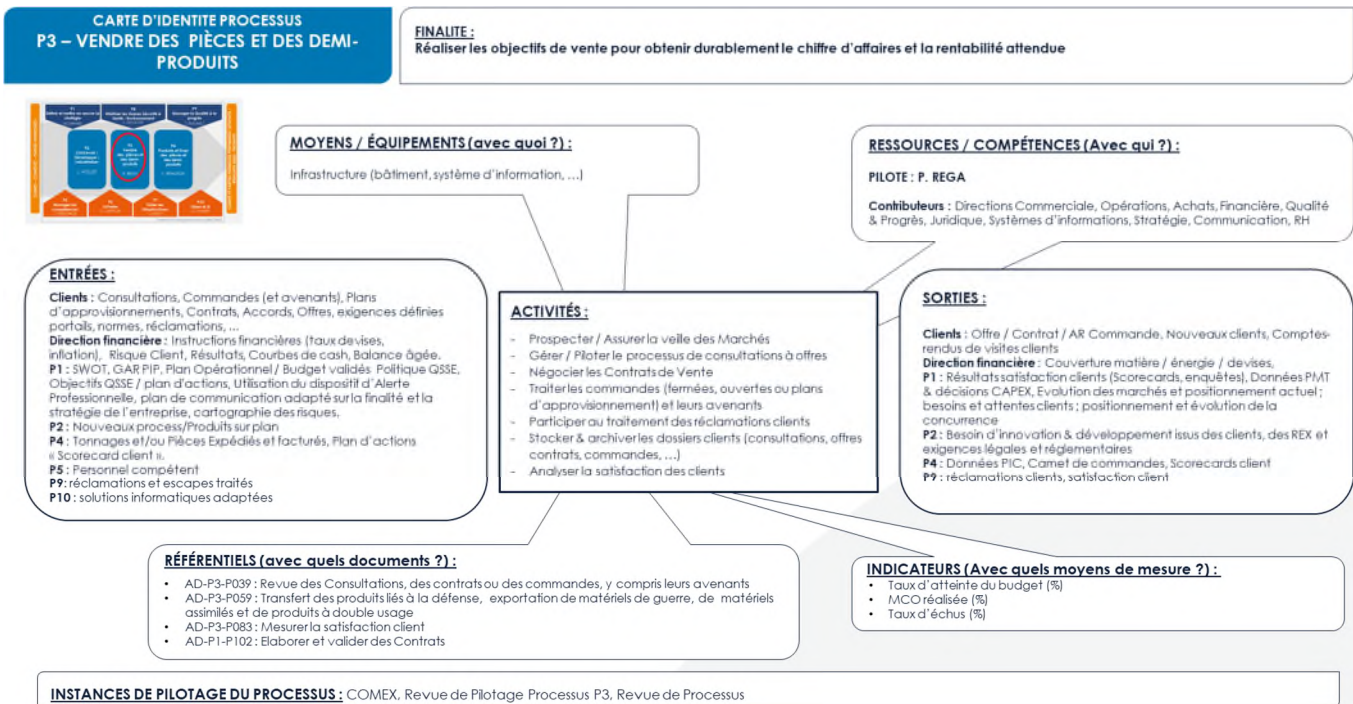 CARTE D'IDENTITE PROCESSUS
P3 – VENDRE DES PIÈCES ET DES DEMI-
PRODUITS
FINALITE :
Réaliser les objectifs de vente pour obtenir durablement le chiffre d'affaires et la rentabilité attendue
MOYENS / ÉQUIPEMENTS (avec quoi ?) :
Infrastructure (bâtiment, système d'information, …)
RESSOURCES / COMPÉTENCES (Avec qui ?) :
PILOTE : P. REGA
Contributeurs : Directions Commerciale, Opérations, Achats, Financière, Qualité
& Progrès, Juridique, Systèmes d'informations, Stratégie, Communication, RH
ENTRÉES :
Clients : Consultations, Commandes (et avenants), Plans
d'approvisionnements, Contrats, Accords, Offres, exigences définies
portails, normes, réclamations, …
Direction financière : Instructions financières (taux devises,
inflation), Risque Client, Résultats, Courbes de cash, Balance âgée.
P1 : SWOT, GAR PIP, Plan Opérationnel / Budget validés Politique QSSE,
Objectifs QSSE / plan d'actions, Utilisation du dispositif d'Alerte
Professionnelle, plan de communication adapté sur la finalité et la
stratégie de l'entreprise, cartographie des risques.
P2 : Nouveaux process/Produits sur plan
P4 : Tonnages et/ou Pièces Expédiés et facturés, Plan d'actions
« Scorecard client ».
P5 : Personnel compétent
P9: réclamations et escapes traités
P10 : solutions informatiques adaptées
ACTIVITÉS :
- Prospecter / Assurer la veille des Marchés
- Gérer / Piloter le processus de consultations à offres
- Négocier les Contrats de Vente
- Traiter les commandes (fermées, ouvertes ou plans
d'approvisionnement) et leurs avenants
- Participer au traitement des réclamations clients
- Stocker & archiver les dossiers clients (consultations, offres
contrats, commandes, …)
- Analyser la satisfaction des clients
SORTIES :
Clients : Offre / Contrat / AR Commande, Nouveaux clients, Comptes-
rendus de visites clients
Direction financière : Couverture matière / énergie / devises,
P1 : Résultats satisfaction clients (Scorecards, enquêtes), Données PMT
& décisions CAPEX, Evolution des marchés et positionnement actuel ;
besoins et attentes clients ; positionnement et évolution de la
concurrence
P2 : Besoin d'innovation & développement issus des clients, des REX et
exigences légales et réglementaires
P4 : Données PIC, Carnet de commandes, Scorecards client
P9 : réclamations clients, satisfaction client
RÉFÉRENTIELS (avec quels documents ?) :
• AD-P3-P039 : Revue des Consultations, des contrats ou des commandes, y compris leurs avenants
• AD-P3-P059 : Transfert des produits liés à la défense, exportation de matériels de guerre, de matériels
assimilés et de produits à double usage
• AD-P3-P083 : Mesurer la satisfaction client
• AD-P1-P102 : Elaborer et valider des Contrats
INDICATEURS (Avec quels moyens de mesure ?) :
• Taux d'atteinte du budget (%)
• MCO réalisée (%)
• Taux d'échus (%)
INSTANCES DE PILOTAGE DU PROCESSUS : COMEX, Revue de Pilotage Processus P3, Revue de Processus